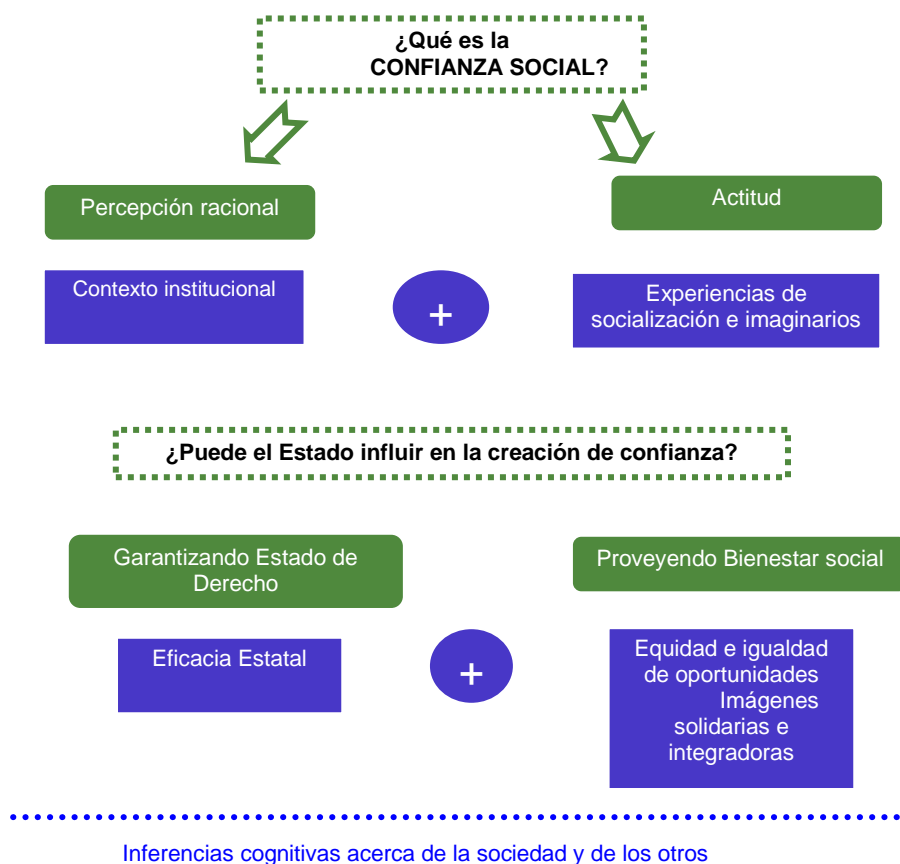 ¿Qué es la
CONFIANZA SOCIAL?
Percepción racional
Actitud
Contexto institucional
+
Experiencias de
socialización e imaginarios
¿Puede el Estado influir en la creación de confianza?
Garantizando Estado de
Derecho
Proveyendo Bienestar social
Eficacia Estatal
+
Equidad e igualdad
de oportunidades
Imágenes
solidarias e
integradoras
Inferencias cognitivas acerca de la sociedad y de los otros